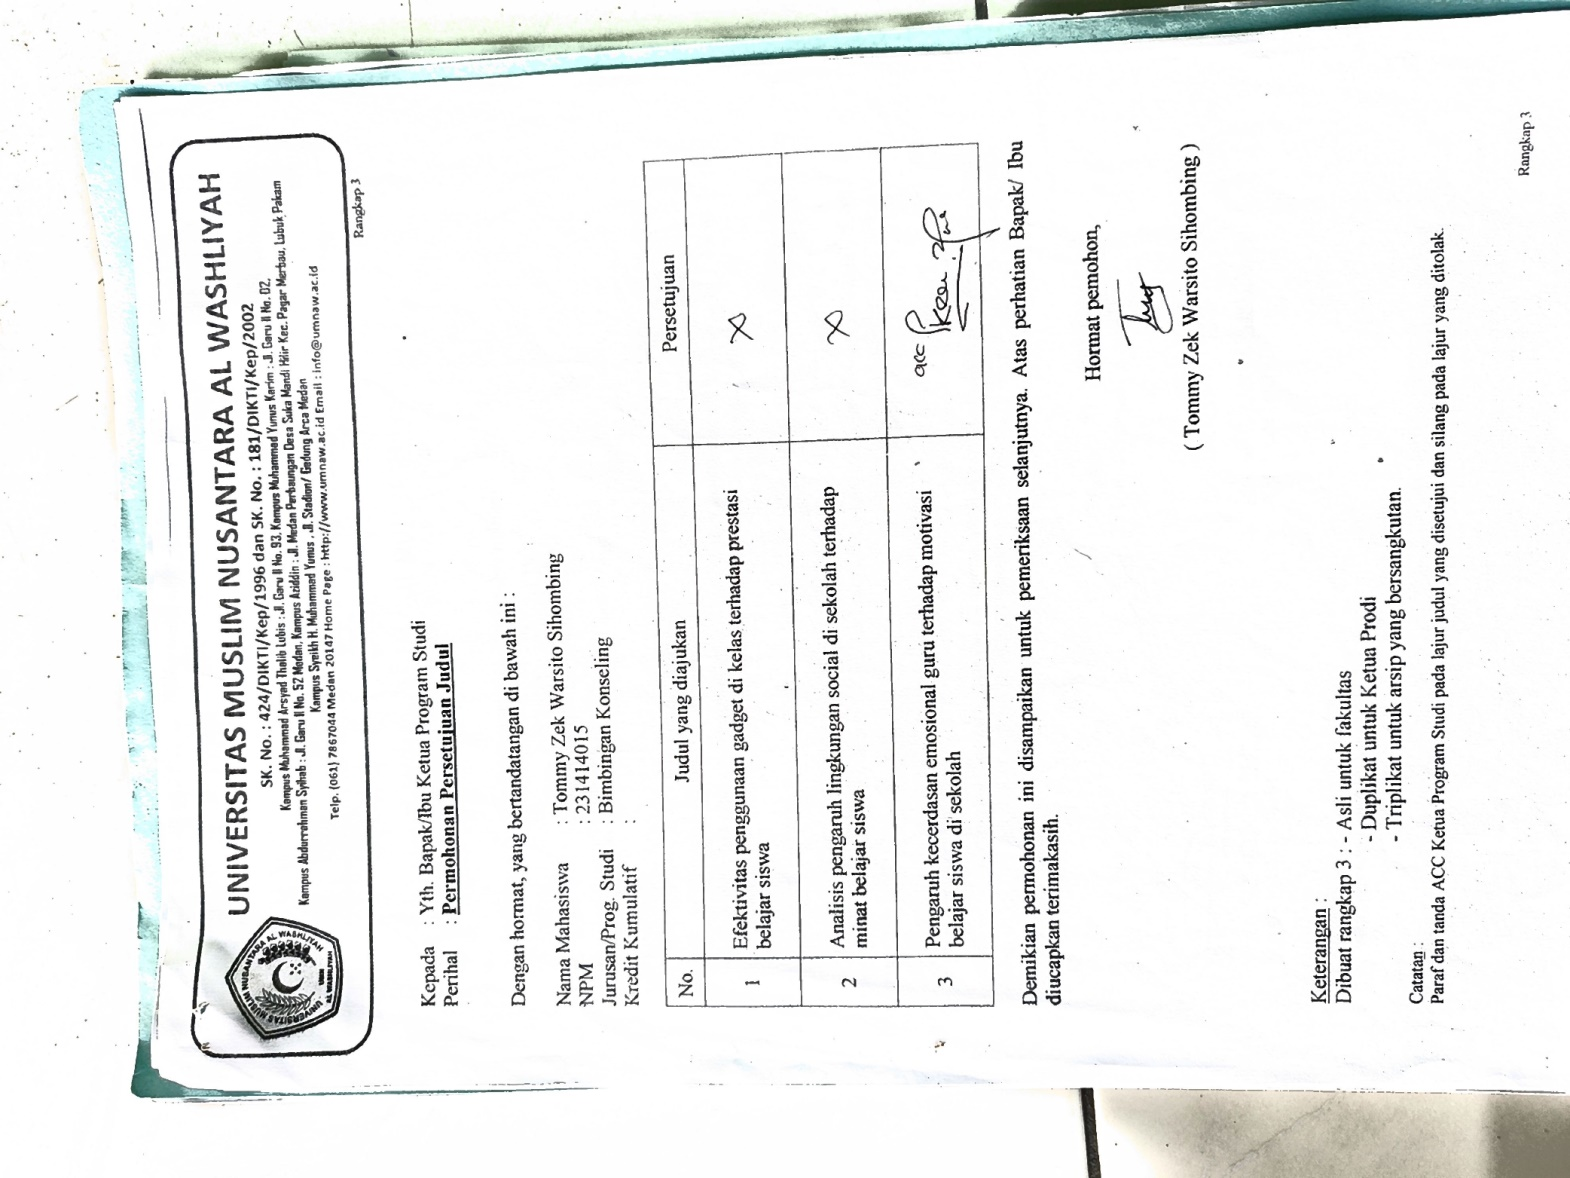 UNIVERSITAS MUSLIM NUSANTARA AL WASHLIYAH
SK. No. : 424/DIKTI/Kep/1996 dan SK. No. : 181/DIKTI/Kep/2002
Kampus Muhammad Arsyad Thalib Lubis : Jl. Garu II No. 93, Kampus Muhammad Yunus Karim : Jl. Garu II No. 02,
Kampus Abdurrahman Syihab : Jl. Garu II No. 52 Medan, Kampus Aziddin : Jl. Medan Perbaungan Desa Suka Mandi Hilir Kec. Pagar Merbau, Lubuk Pakam
Kampus Syeikh H. Muhammad Yunus , Jl. Stadion/ Gedung Arca Medan
Telp. (061) 7867044 Medan 20147 Home Page : http://www.umnaw.ac.id Email : info@umnaw.ac.id
UNIVERSITAS MUSLIM NUSANTARA AL WASHLIYAH
UMN
AL WASHLIYAH
Rangkap 3
Kepada : Yth. Bapak/Ibu Ketua Program Studi
Perihal : Permohonan Persetujuan Judul
Dengan hormat, yang bertandatangan di bawah ini :
Nama Mahasiswa : Tommy Zek Warsito Sihombing
NPM : 231414015
Jurusan/Prog. Studi : Bimbingan Konseling
Kredit Kumulatif :
No. Judul yang diajukan Persetujuan
1 Efektivitas penggunaan gadget di kelas terhadap prestasi X
belajar siswa
2 Analisis pengaruh lingkungan social di sekolah terhadap X
minat belajar siswa
3 Pengaruh kecerdasan emosional guru terhadap motivasi acc
belajar siswa di sekolah
Demikian permohonan ini disampaikan untuk pemeriksaan selanjutnya. Atas perhatian Bapak/ Ibu
diucapkan terimakasih.
Hormat pemohon,
( Tommy Zek Warsito Sihombing )
Keterangan :
Dibuat rangkap 3 : - Asli untuk fakultas
- Duplikat untuk Ketua Prodi
- Triplikat untuk arsip yang bersangkutan.
Catatan :
Paraf dan tanda ACC Ketua Program Studi pada lajur judul yang disetujui dan silang pada lajur yang ditolak.
Rangkap 3